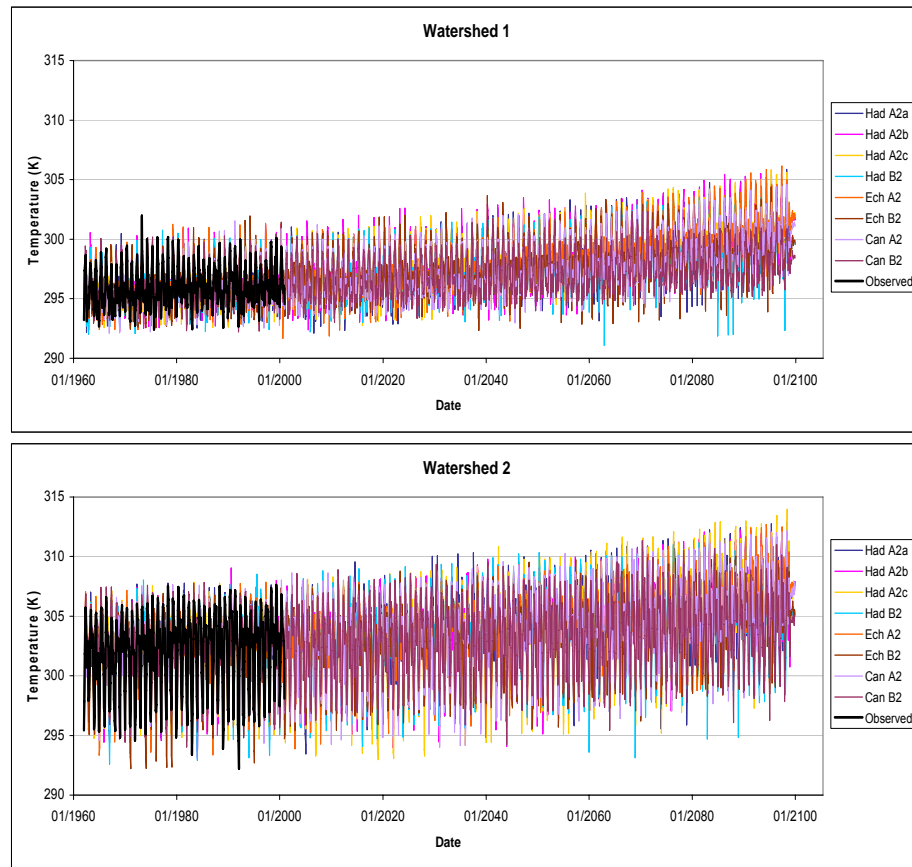 Watershed 1
315
310
305
300
295
290
Temperature (K)
01/1960 01/1980 01/2000 01/2020 01/2040 01/2060 01/2080 01/2100
Date
Had A2a
Had A2b
Had A2c
Had B2
Ech A2
Ech B2
Can A2
Can B2
Observed
Watershed 2
315
310
305
300
295
290
Temperature (K)
01/1960 01/1980 01/2000 01/2020 01/2040 01/2060 01/2080 01/2100
Date
Had A2a
Had A2b
Had A2c
Had B2
Ech A2
Ech B2
Can A2
Can B2
Observed